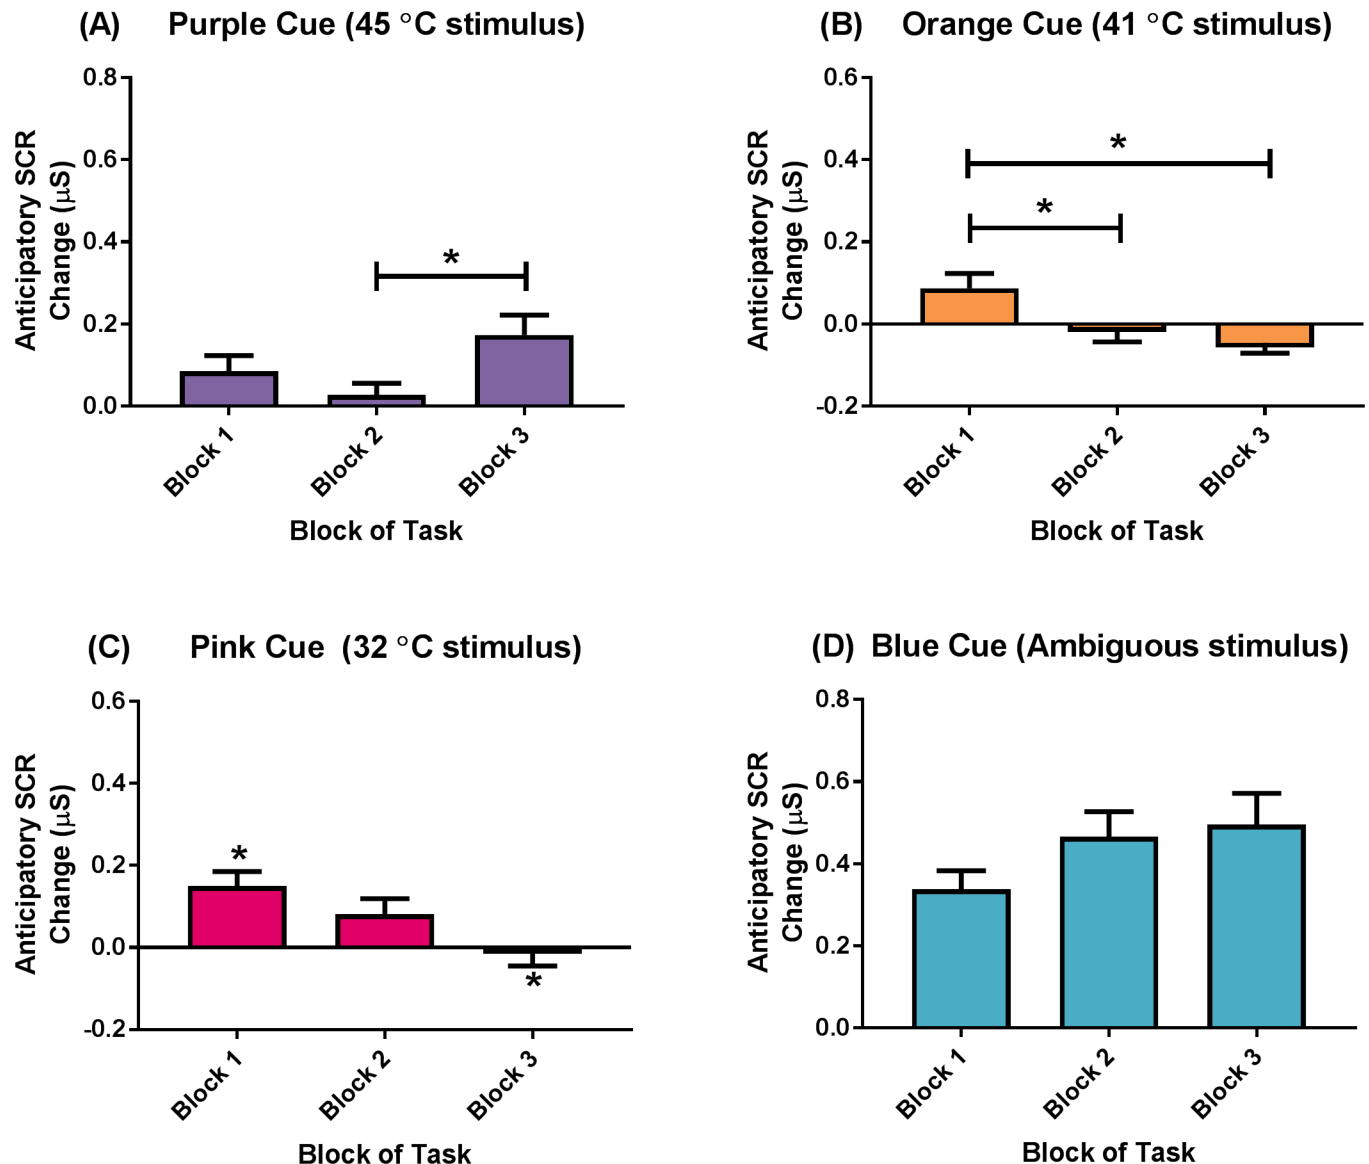 (A) Purple Cue (45 °C stimulus)
Anticipatory SCR
Change (μS)
0.8
0.6
0.4
0.2
0.0
*
Block 1
Block 2
Block 3
Block of Task
(B) Orange Cue (41 °C stimulus)
Anticipatory SCR
Change (μS)
0.6
0.4
0.2
0.0
-0.2
*
*
Block 1
Block 2
Block 3
Block of Task
(C) Pink Cue (32 °C stimulus)
Anticipatory SCR
Change (μS)
0.6
0.4
0.2
0.0
-0.2
*
*
Block 1
Block 2
Block 3
Block of Task
(D) Blue Cue (Ambiguous stimulus)
Anticipatory SCR
Change (μS)
0.8
0.6
0.4
0.2
0.0
Block 1
Block 2
Block 3
Block of Task